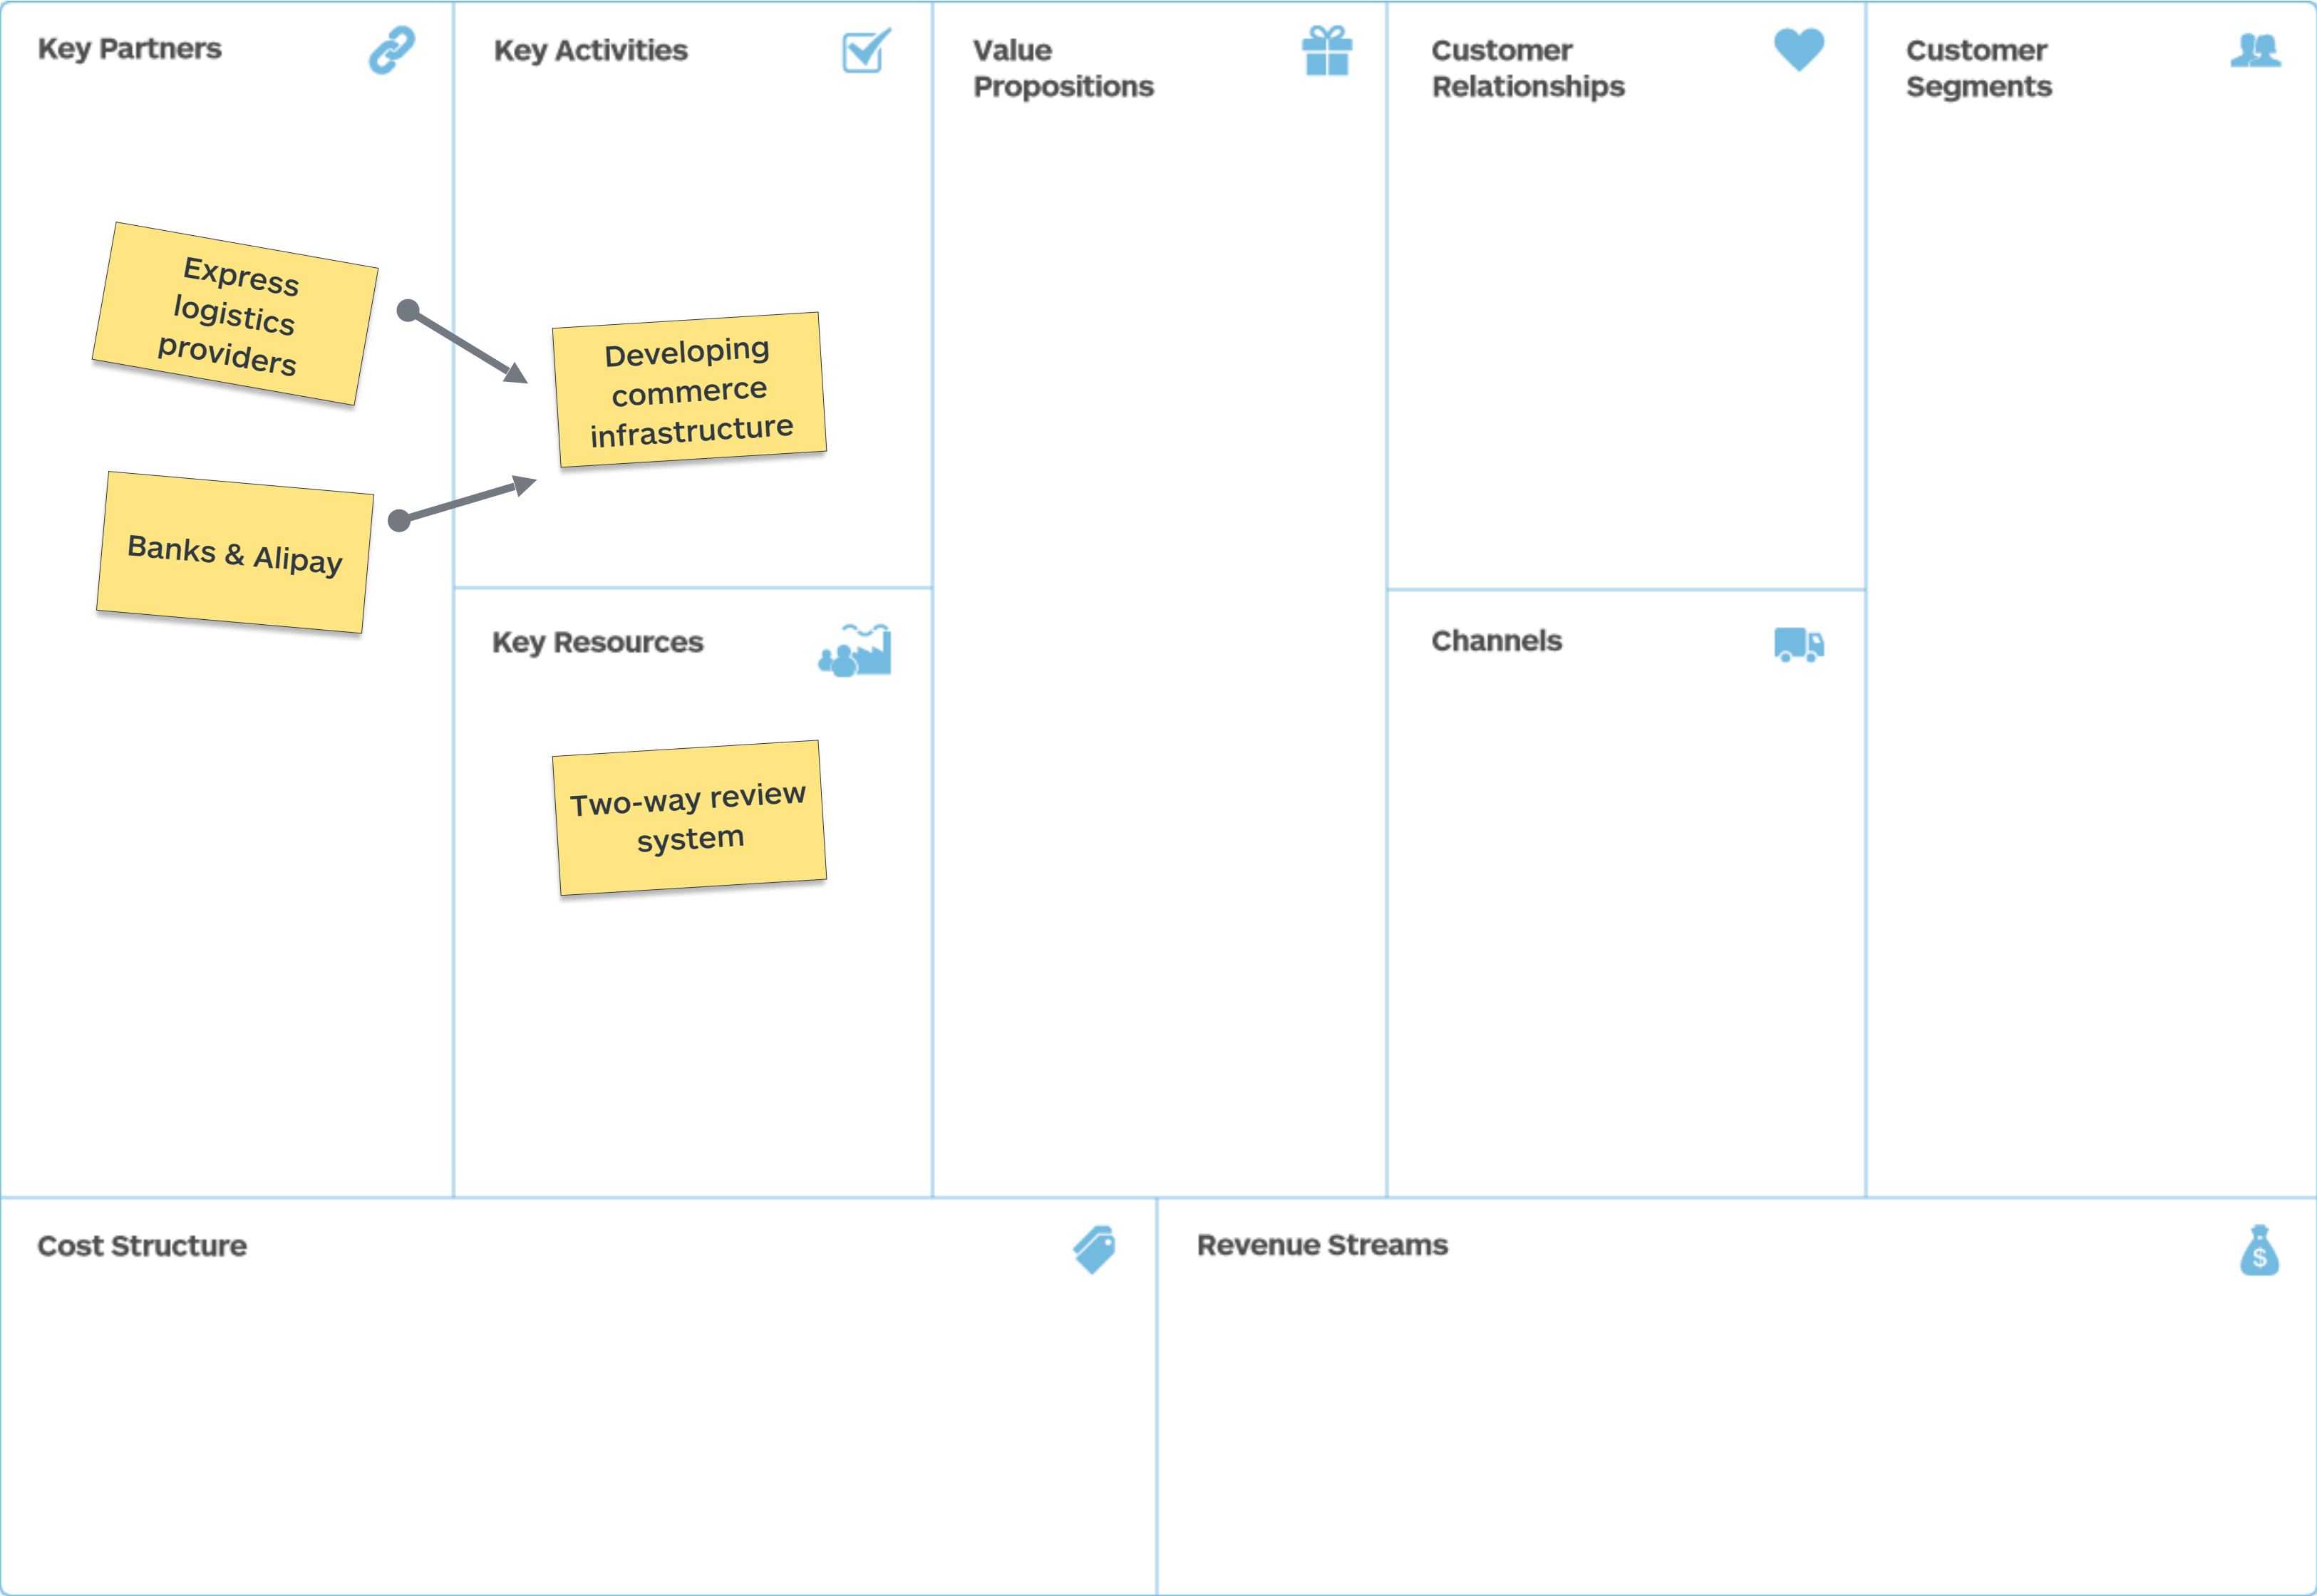 Key Partners
Express
logistics
providers
Banks & Alipay
Key Activities
Developing
commerce
infrastructure
Key Resources
Two-way review
system
Value
Propositions
Customer
Relationships
Channels
Customer
Segments
Cost Structure
Revenue Streams
$